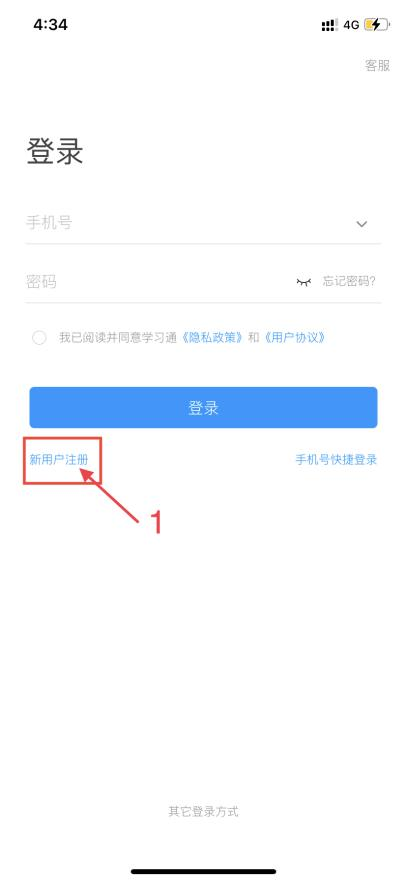 4:34 4G
客服
登录
手机号
密码 忘记密码?
我已阅读并同意学习通《隐私政策》和《用户协议》
登录
新用户注册 手机号快捷登录
1
其它登录方式